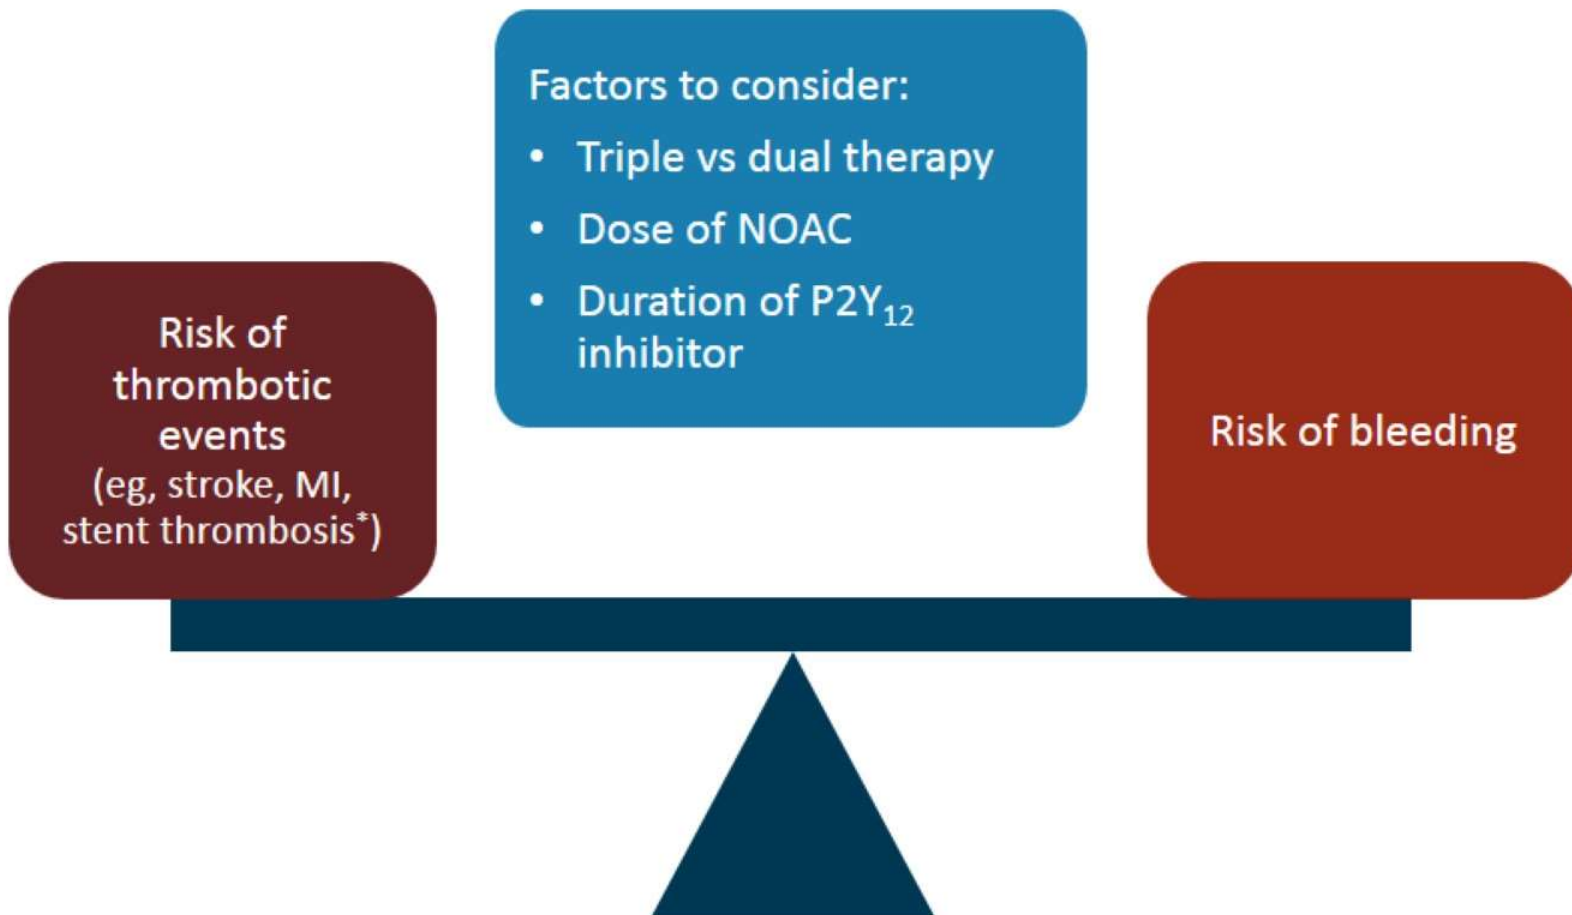 Factors to consider:
• Triple vs dual therapy
• Dose of NOAC
• Duration of P2Y₁₂
inhibitor
Risk of
thrombotic
events
(eg, stroke, MI,
stent thrombosis*)
Risk of bleeding